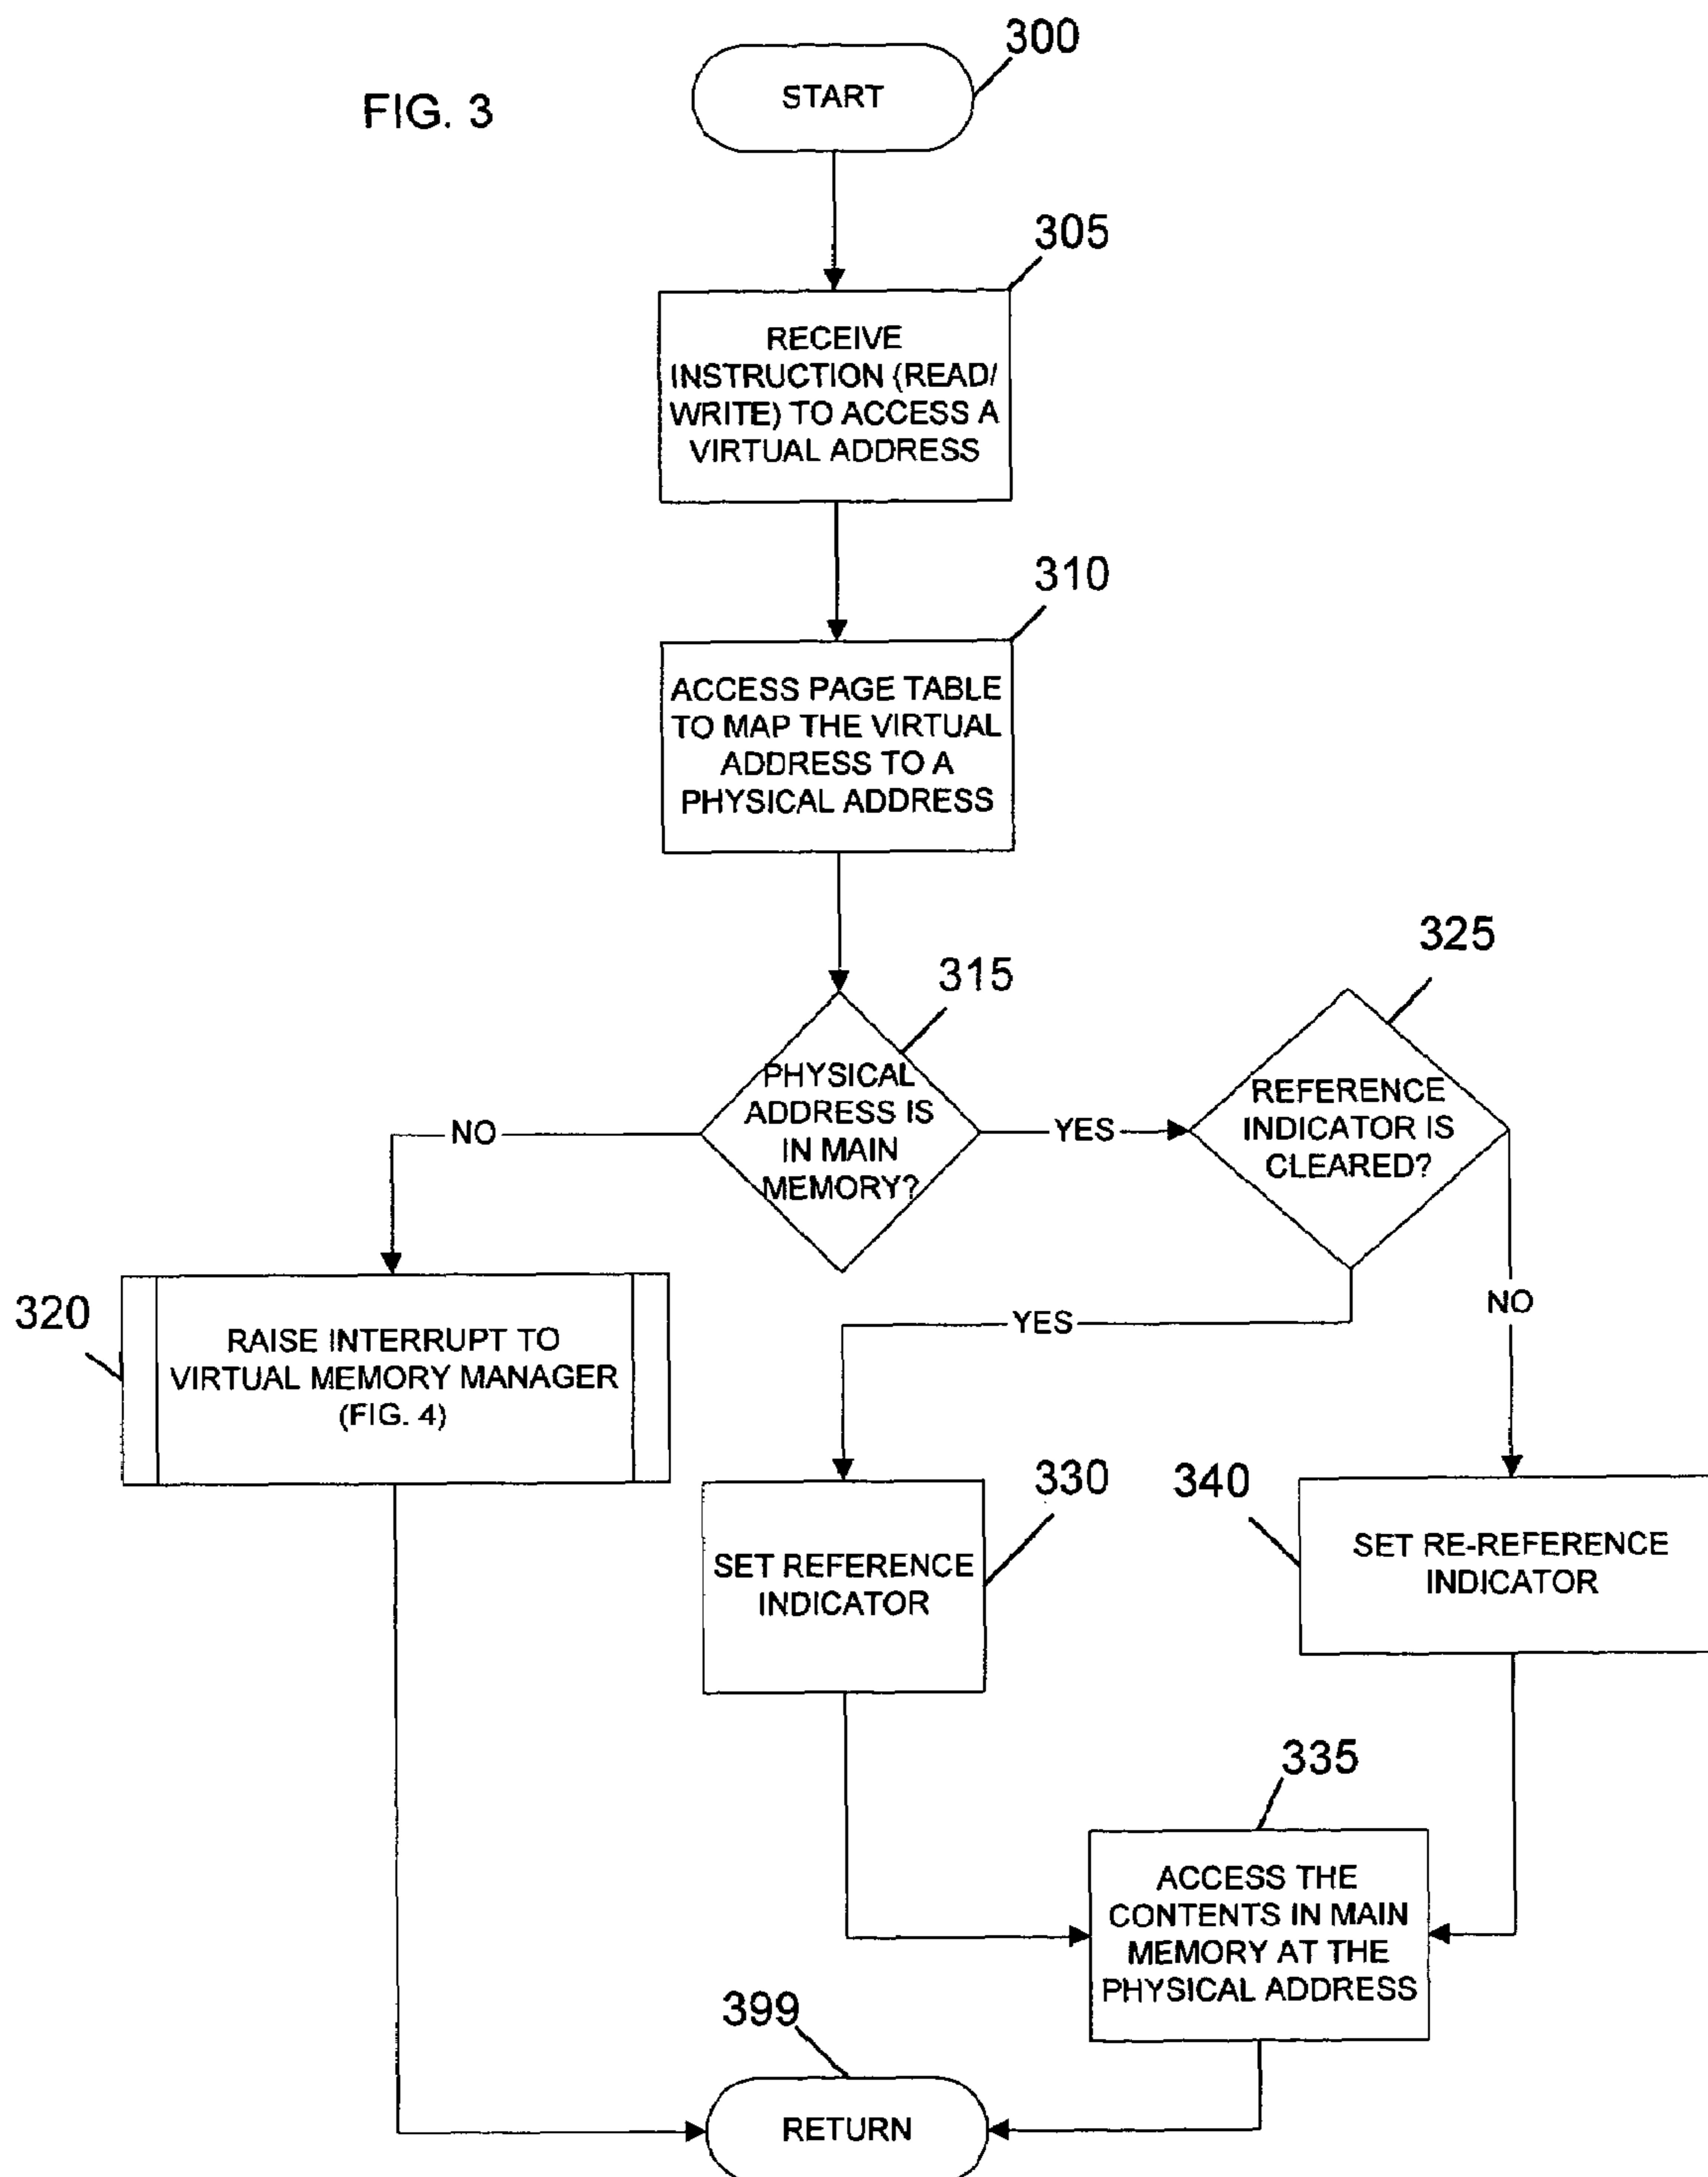 300
FIG. 3
START
305
RECEIVE
INSTRUCTION (READ/
WRITE) TO ACCESS A
VIRTUAL ADDRESS
310
ACCESS PAGE TABLE
TO MAP THE VIRTUAL
ADDRESS TO A
PHYSICAL ADDRESS
315
325
PHYSICAL
ADDRESS IS
IN MAIN
MEMORY?
NO
YES
REFERENCE
INDICATOR IS
CLEARED?
YES
NO
320
RAISE INTERRUPT TO
VIRTUAL MEMORY MANAGER
(FIG. 4)
330
SET REFERENCE
INDICATOR
340
SET RE-REFERENCE
INDICATOR
335
ACCESS THE
CONTENTS IN MAIN
MEMORY AT THE
PHYSICAL ADDRESS
399
RETURN